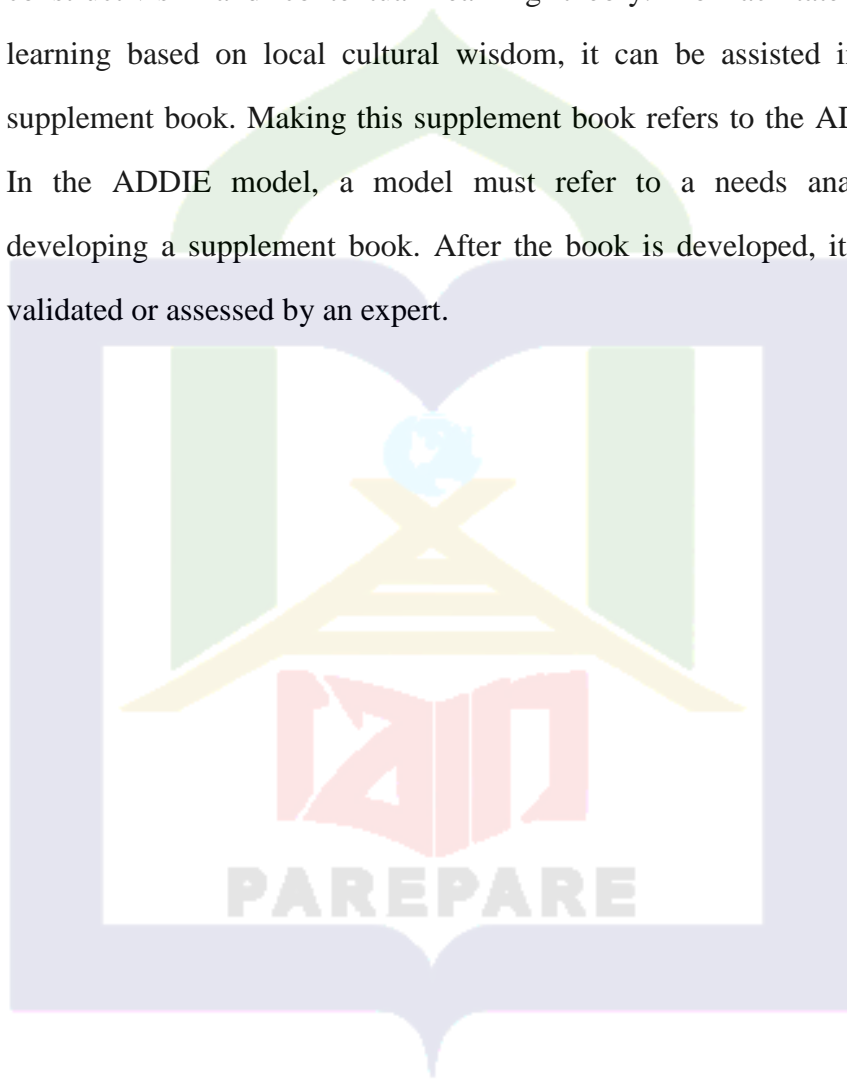 learning based on local cultural wisdom, it can be assisted
supplement book. Making this supplement book refers to the
In the ADDIE model, a model must refer to a needs
developing a supplement book. After the book is developed, it
validated or assessed by an expert.
PAREPARE